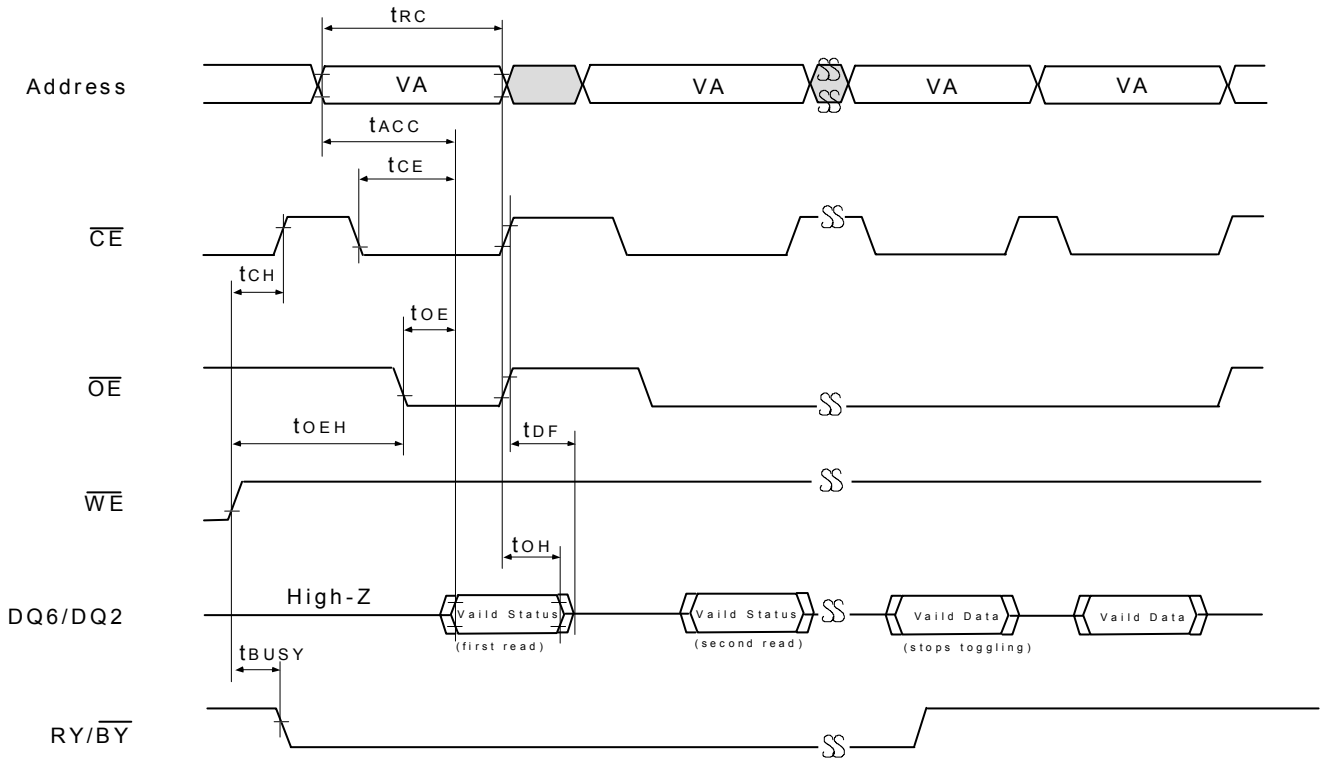 tRC
Address VA VA VA VA
tACC
tCE
CE
tCH
tOE
OE
tOEH tDF
WE
tOH
High-Z
DQ6/DQ2 Vaild Status Vaild Status Vaild Data Vaild Data
(first read) (second read) (stops toggling)
tBUSY
RY/BY